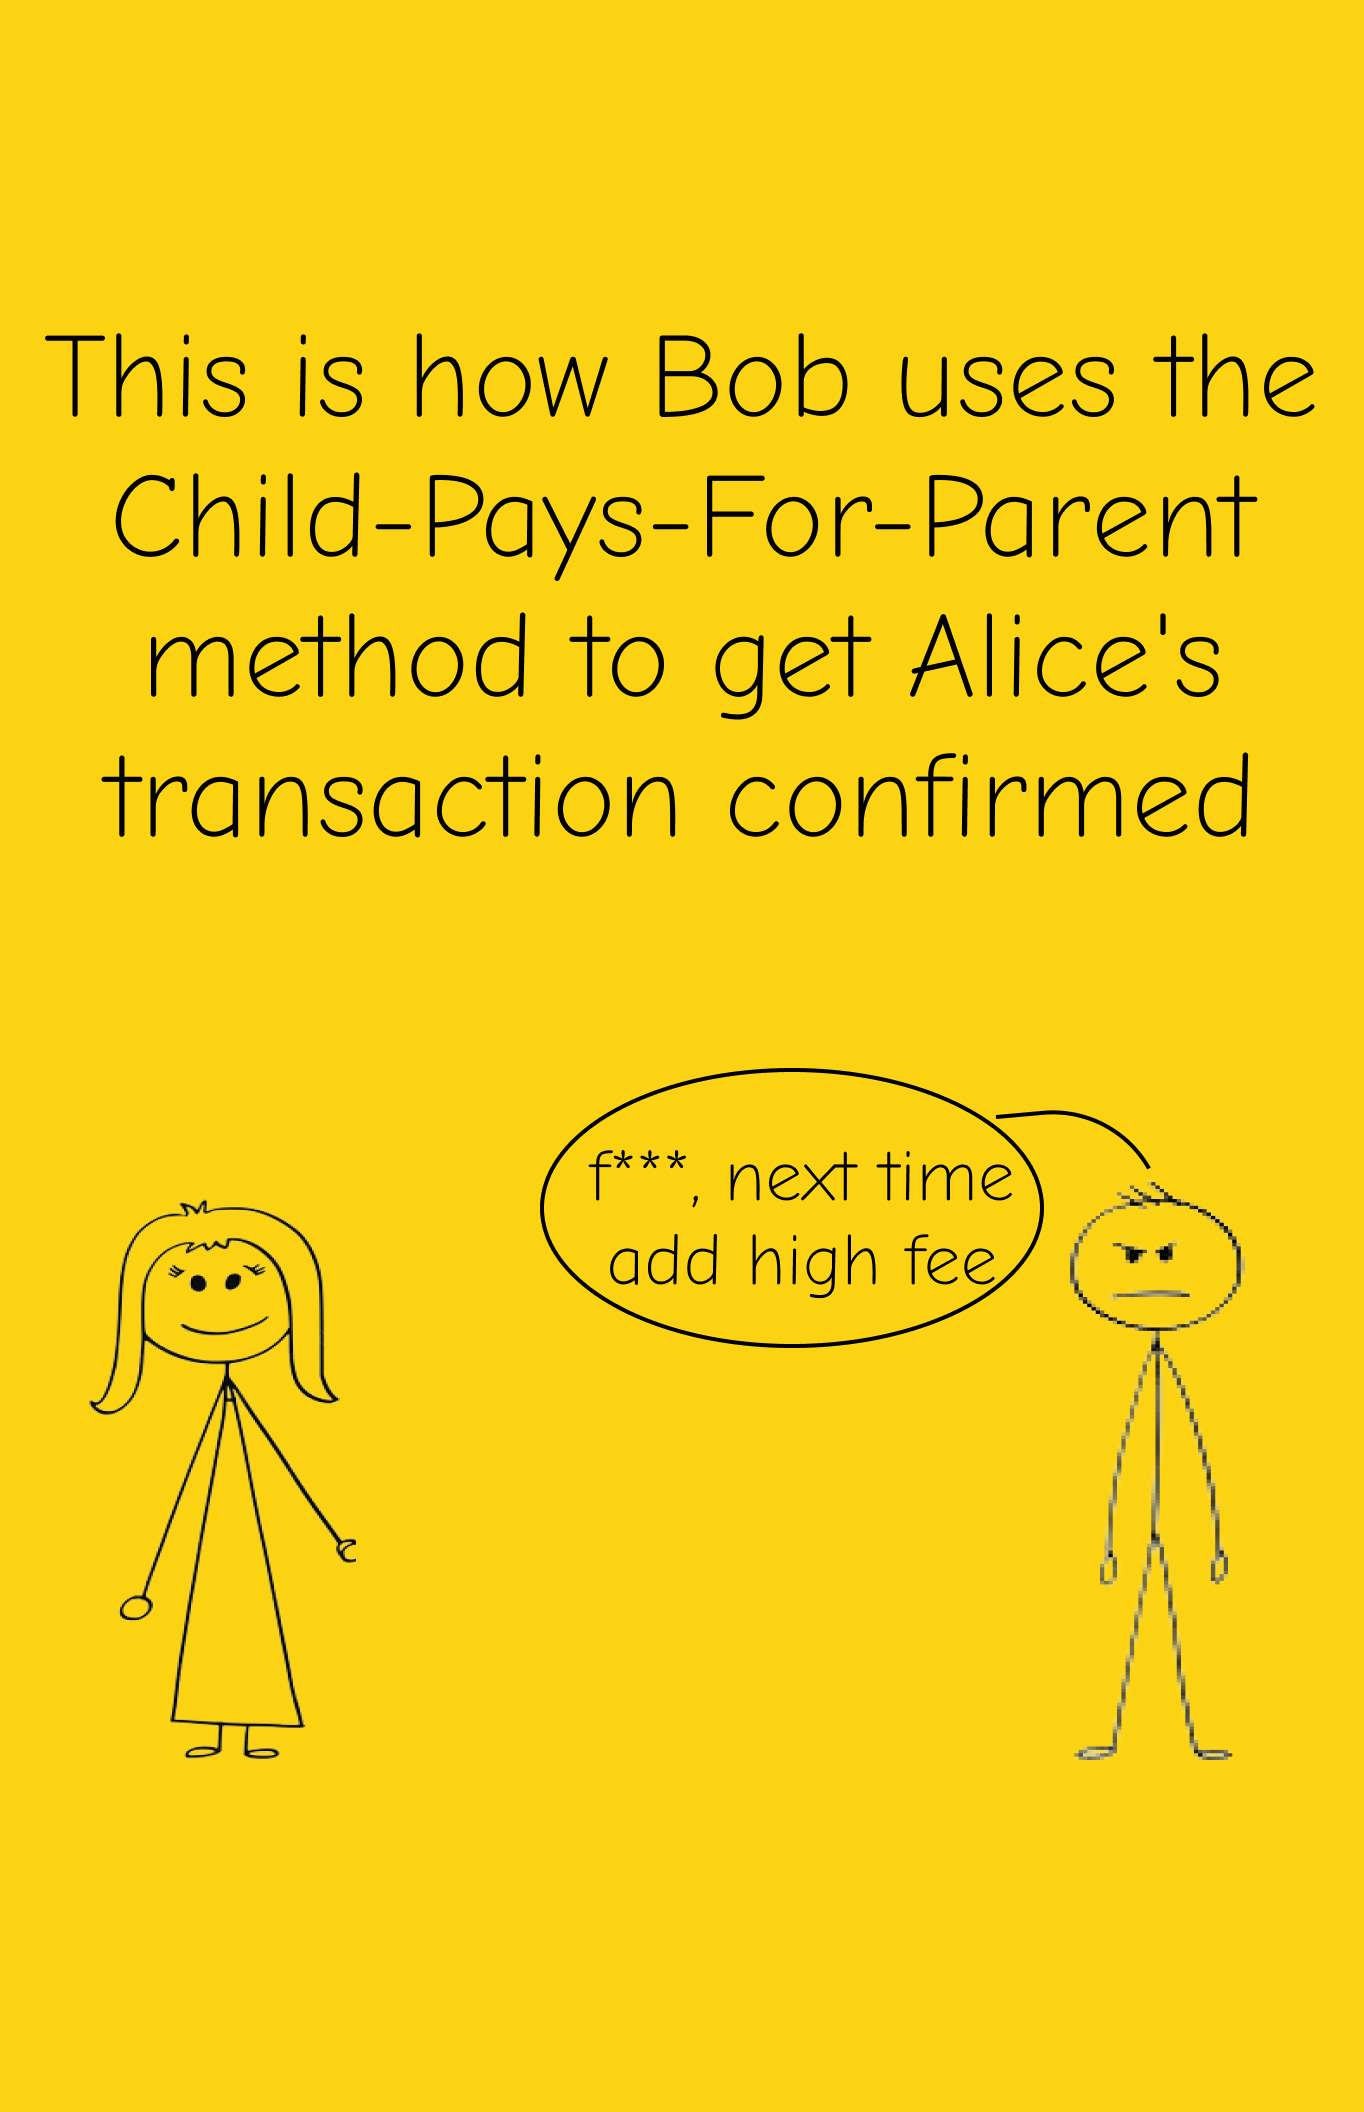 This is how Bob uses the
Child-Pays-For-Parent
method to get Alice's
transaction confirmed
f***, next time
add high fee